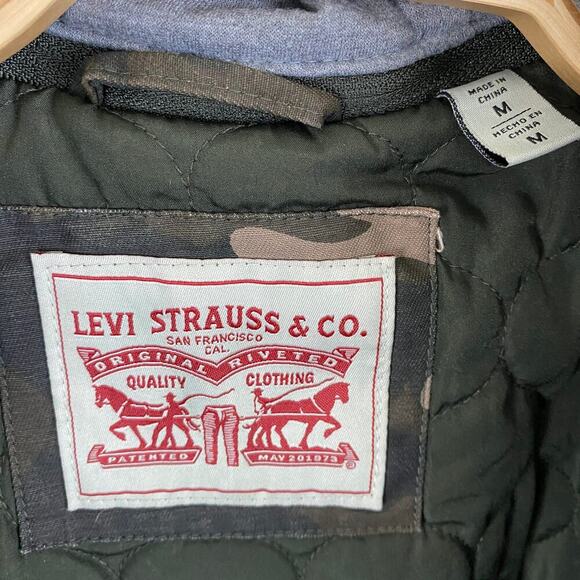 MADE IN
CHINA
M
HECHO EN
CHINA
M
LEVI STRAUSS & CO.
SAN FRANCISCO
CAL.
ORIGINAL RIVETED
QUALITY CLOTHING
PATENTED MAY 20 1873
®